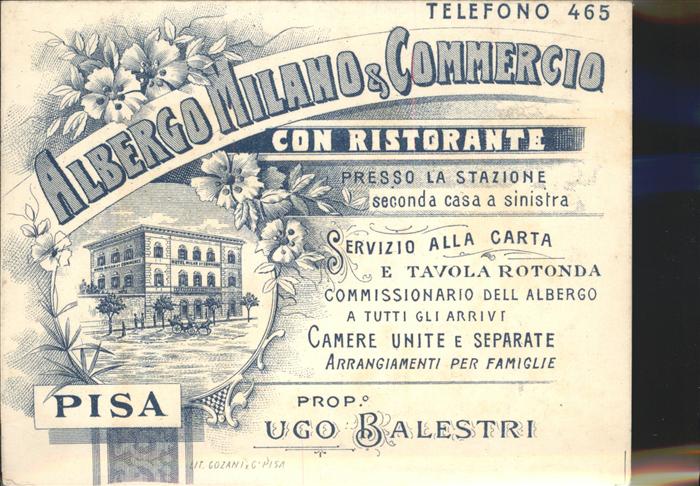 TELEFONO 465
ALBERGO MILANO & COMMERCIO
CON RISTORANTE
PRESSO LA STAZIONE
seconda casa a sinistra
SERVIZIO ALLA CARTA
E TAVOLA ROTONDA
COMMISSIONARIO DELL ALBERGO
A TUTTI GLI ARRIVI
CAMERE UNITE E SEPARATE
ARRANGIAMENTI PER FAMIGLIE
PISA
PROP.º
UGO BALESTRI
LIT. GOZANI & Cⁱ PISA